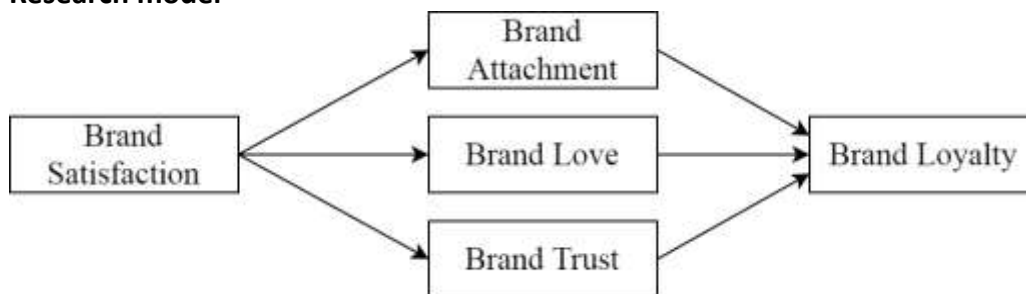 Research model
Brand
Attachment
Brand
Satisfaction
Brand Love
Brand Loyalty
Brand Trust